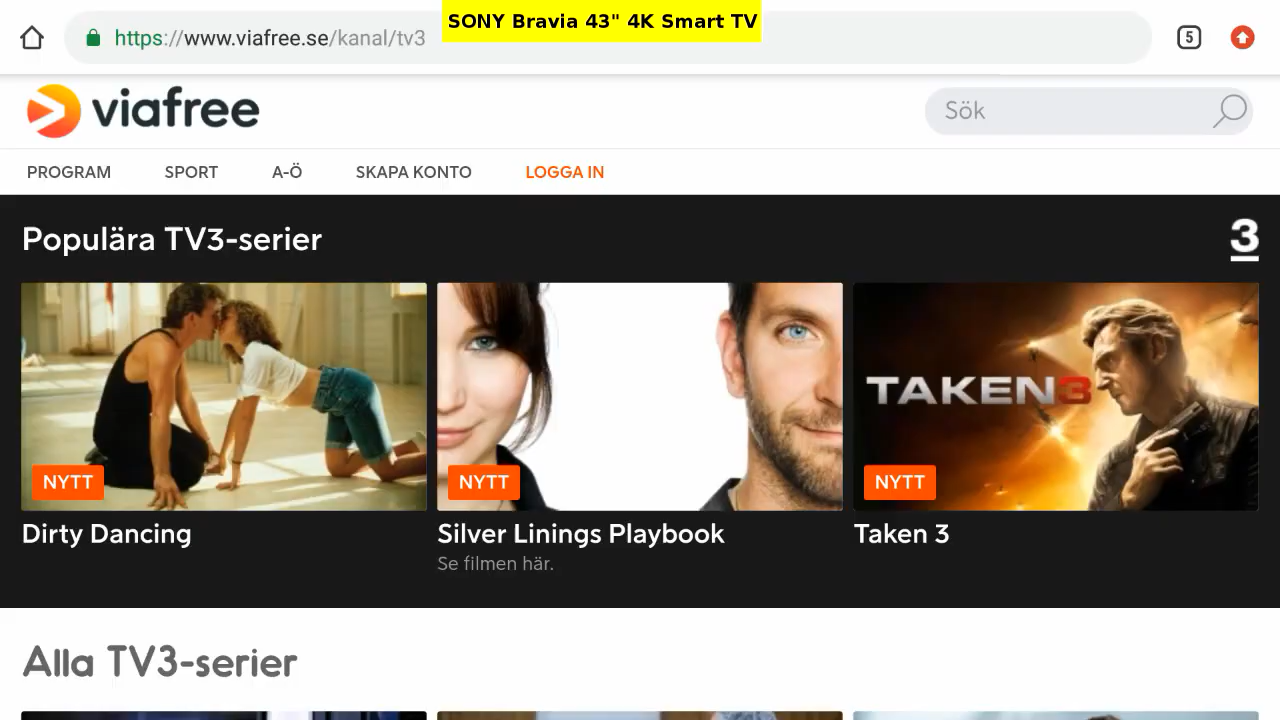 SONY Bravia 43" 4K Smart TV
https://www.viafree.se/kanal/tv3
5
viafree
Sök
PROGRAM SPORT A-Ö SKAPA KONTO LOGGA IN
Populära TV3-serier
3
TAKEN3
NYTT NYTT NYTT
Dirty Dancing Silver Linings Playbook Taken 3
Se filmen här.
Alla TV3-serier